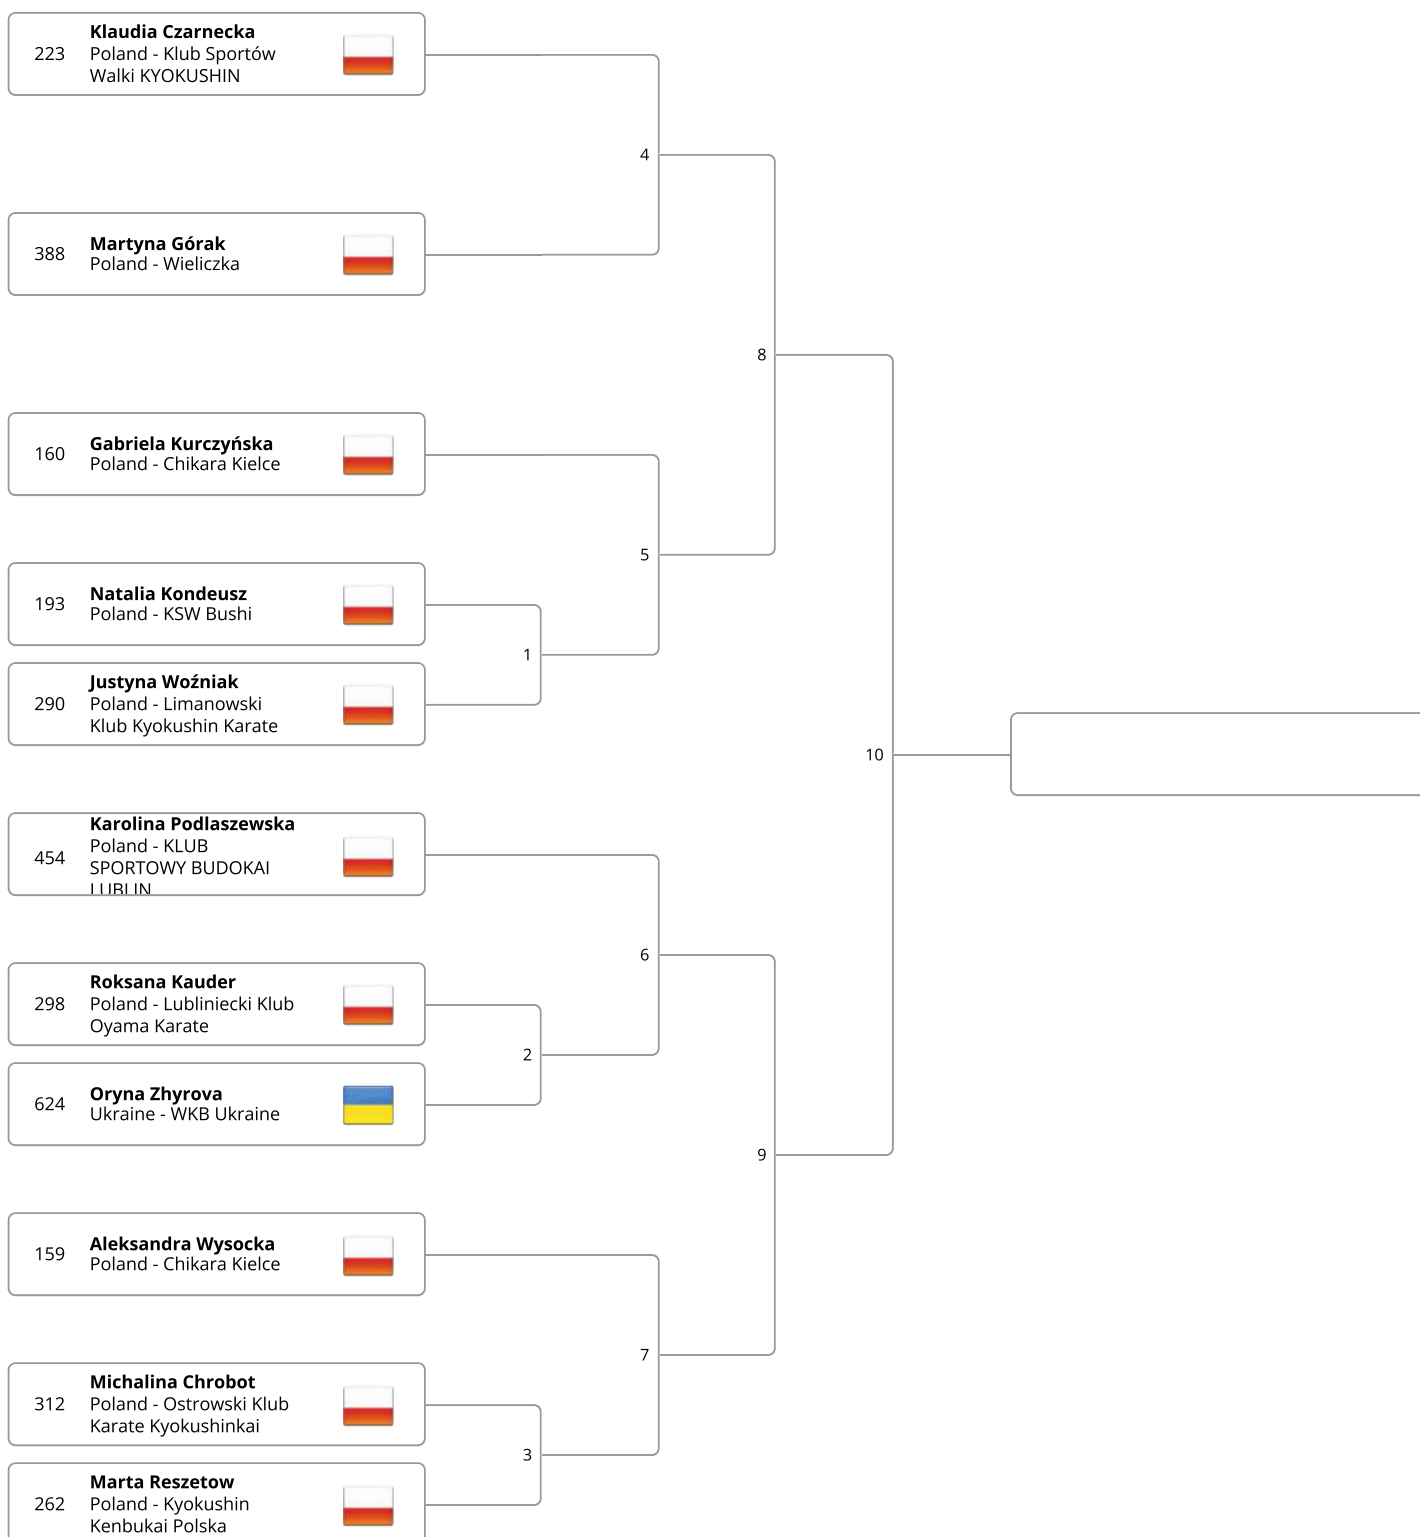 Klaudia Czarnecka
223
Poland - Klub Sportów
Walki KYOKUSHIN
4
388
Martyna Górak
Poland - Wieliczka
8
160
Gabriela Kurczyńska
Poland - Chikara Kielce
5
193
Natalia Kondeusz
Poland - KSW Bushi
1
Justyna Woźniak
290
Poland - Limanowski
Klub Kyokushin Karate
10
Karolina Podlaszewska
454
Poland - KLUB
SPORTOWY BUDOKAI
LUBLIN
6
Roksana Kauder
298
Poland - Lubliniecki Klub
Oyama Karate
2
624
Oryna Zhyrova
Ukraine - WKB Ukraine
9
159
Aleksandra Wysocka
Poland - Chikara Kielce
7
Michalina Chrobot
312
Poland - Ostrowski Klub
Karate Kyokushinkai
3
Marta Reszetow
262
Poland - Kyokushin
Kenbukai Polska